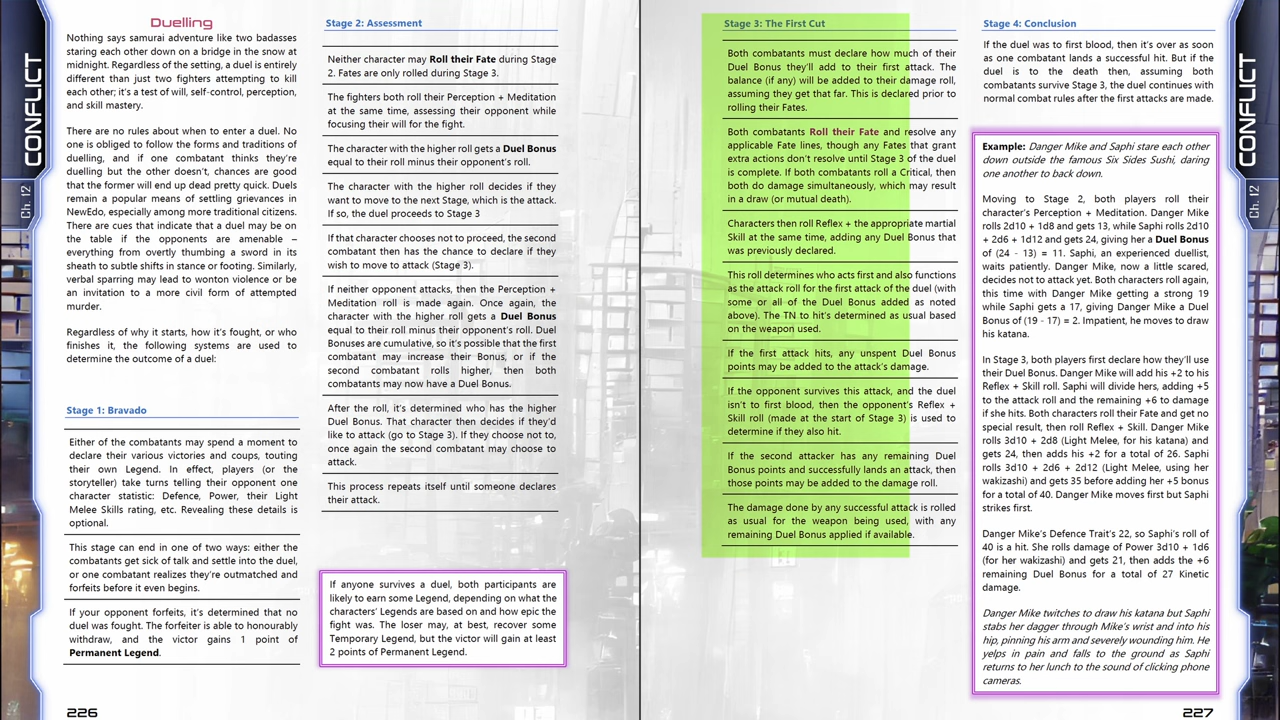 CONFLICT
Ch. 12
Duelling
Nothing says samurai adventure like two badasses
staring each other down on a bridge in the snow at
midnight. Regardless of the setting, a duel is entirely
different than just two fighters attempting to kill
each other; it's a test of will, self-control, perception,
and skill mastery.
There are no rules about when to enter a duel. No
one is obliged to follow the forms and traditions of
duelling, and if one combatant thinks they're
duelling but the other doesn't, chances are good
that the former will end up dead pretty quick. Duels
remain a popular means of settling grievances in
NewEdo, especially among more traditional citizens.
There are cues that indicate that a duel may be on
the table if the opponents are amenable –
everything from overtly thumbing a sword in its
sheath to subtle shifts in stance or footing. Similarly,
verbal sparring may lead to wonton violence or be
an invitation to a more civil form of attempted
murder.
Regardless of why it starts, how it's fought, or who
finishes it, the following systems are used to
determine the outcome of a duel:
Stage 1: Bravado
Either of the combatants may spend a moment to
declare their various victories and coups, touting
their own Legend. In effect, players (or the
storyteller) take turns telling their opponent one
character statistic: Defence, Power, their Light
Melee Skills rating, etc. Revealing these details is
optional.
This stage can end in one of two ways: either the
combatants get sick of talk and settle into the duel,
or one combatant realizes they're outmatched and
forfeits before it even begins.
If your opponent forfeits, it's determined that no
duel was fought. The forfeiter is able to honourably
withdraw, and the victor gains 1 point of
Permanent Legend.
226
Stage 2: Assessment
Neither character may Roll their Fate during Stage
2. Fates are only rolled during Stage 3.
The fighters both roll their Perception + Meditation
at the same time, assessing their opponent while
focusing their will for the fight.
The character with the higher roll gets a Duel Bonus
equal to their roll minus their opponent's roll.
The character with the higher roll decides if they
want to move to the next Stage, which is the attack.
If so, the duel proceeds to Stage 3
If that character chooses not to proceed, the second
combatant then has the chance to declare if they
wish to move to attack (Stage 3).
If neither opponent attacks, then the Perception +
Meditation roll is made again. Once again, the
character with the higher roll gets a Duel Bonus
equal to their roll minus their opponent's roll. Duel
Bonuses are cumulative, so it's possible that the first
combatant may increase their Bonus, or if the
second combatant rolls higher, then both
combatants may now have a Duel Bonus.
After the roll, it's determined who has the higher
Duel Bonus. That character then decides if they'd
like to attack (go to Stage 3). If they choose not to,
once again the second combatant may choose to
attack.
This process repeats itself until someone declares
their attack.
If anyone survives a duel, both participants are
likely to earn some Legend, depending on what the
characters' Legends are based on and how epic the
fight was. The loser may, at best, recover some
Temporary Legend, but the victor will gain at least
2 points of Permanent Legend.
Stage 3: The First Cut
Both combatants must declare how much of their
Duel Bonus they'll add to their first attack. The
balance (if any) will be added to their damage roll,
assuming they get that far. This is declared prior to
rolling their Fates.
Both combatants Roll their Fate and resolve any
applicable Fate lines, though any Fates that grant
extra actions don't resolve until Stage 3 of the duel
is complete. If both combatants roll a Critical, then
both do damage simultaneously, which may result
in a draw (or mutual death).
Characters then roll Reflex + the appropriate martial
Skill at the same time, adding any Duel Bonus that
was previously declared.
This roll determines who acts first and also functions
as the attack roll for the first attack of the duel (with
some or all of the Duel Bonus added as noted
above). The TN to hit's determined as usual based
on the weapon used.
If the first attack hits, any unspent Duel Bonus
points may be added to the attack's damage.
If the opponent survives this attack, and the duel
isn't to first blood, then the opponent's Reflex +
Skill roll (made at the start of Stage 3) is used to
determine if they also hit.
If the second attacker has any remaining Duel
Bonus points and successfully lands an attack, then
those points may be added to the damage roll.
The damage done by any successful attack is rolled
as usual for the weapon being used, with any
remaining Duel Bonus applied if available.
Stage 4: Conclusion
If the duel was to first blood, then it's over as soon
as one combatant lands a successful hit. But if the
duel is to the death then, assuming both
combatants survive Stage 3, the duel continues with
normal combat rules after the first attacks are made.
Example: Danger Mike and Saphi stare each other
down outside the famous Six Sides Sushi, daring
one another to back down.
Moving to Stage 2, both players roll their
character's Perception + Meditation. Danger Mike
rolls 2d10 + 1d8 and gets 13, while Saphi rolls 2d10
+ 2d6 + 1d12 and gets 24, giving her a Duel Bonus
of (24 - 13) = 11. Saphi, an experienced duellist,
waits patiently. Danger Mike, now a little scared,
decides not to attack yet. Both characters roll again,
this time with Danger Mike getting a strong 19
while Saphi gets a 17, giving Danger Mike a Duel
Bonus of (19 - 17) = 2. Impatient, he moves to draw
his katana.
In Stage 3, both players first declare how they'll use
their Duel Bonus. Danger Mike will add his +2 to his
Reflex + Skill roll. Saphi will divide hers, adding +5
to the attack roll and the remaining +6 to damage
if she hits. Both characters roll their Fate and get no
special result, then roll Reflex + Skill. Danger Mike
rolls 3d10 + 2d8 (Light Melee, for his katana) and
gets 24, then adds his +2 for a total of 26. Saphi
rolls 3d10 + 2d6 + 2d12 (Light Melee, using her
wakizashi) and gets 35 before adding her +5 bonus
for a total of 40. Danger Mike moves first but Saphi
strikes first.
Danger Mike's Defence Trait's 22, so Saphi's roll of
40 is a hit. She rolls damage of Power 3d10 + 1d6
(for her wakizashi) and gets 21, then adds the +6
remaining Duel Bonus for a total of 27 Kinetic
damage.
Danger Mike twitches to draw his katana but Saphi
stabs her dagger through Mike's wrist and into his
hip, pinning his arm and severely wounding him. He
yelps in pain and falls to the ground as Saphi
returns to her lunch to the sound of clicking phone
cameras.
CONFLICT
Ch. 12
227